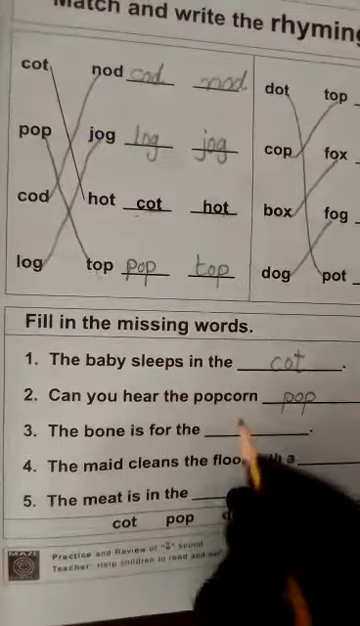 Match and write the rhyming
cot nod cod nod dot top
pop jog log jog cop fox
cod hot cot hot box fog
log top pop top dog pot
Fill in the missing words.
1. The baby sleeps in the cot.
2. Can you hear the popcorn pop
3. The bone is for the .
4. The maid cleans the floor with a
5. The meat is in the
cot pop
MAZE Practice and Review of "o" sound
Teacher: Help children to read and